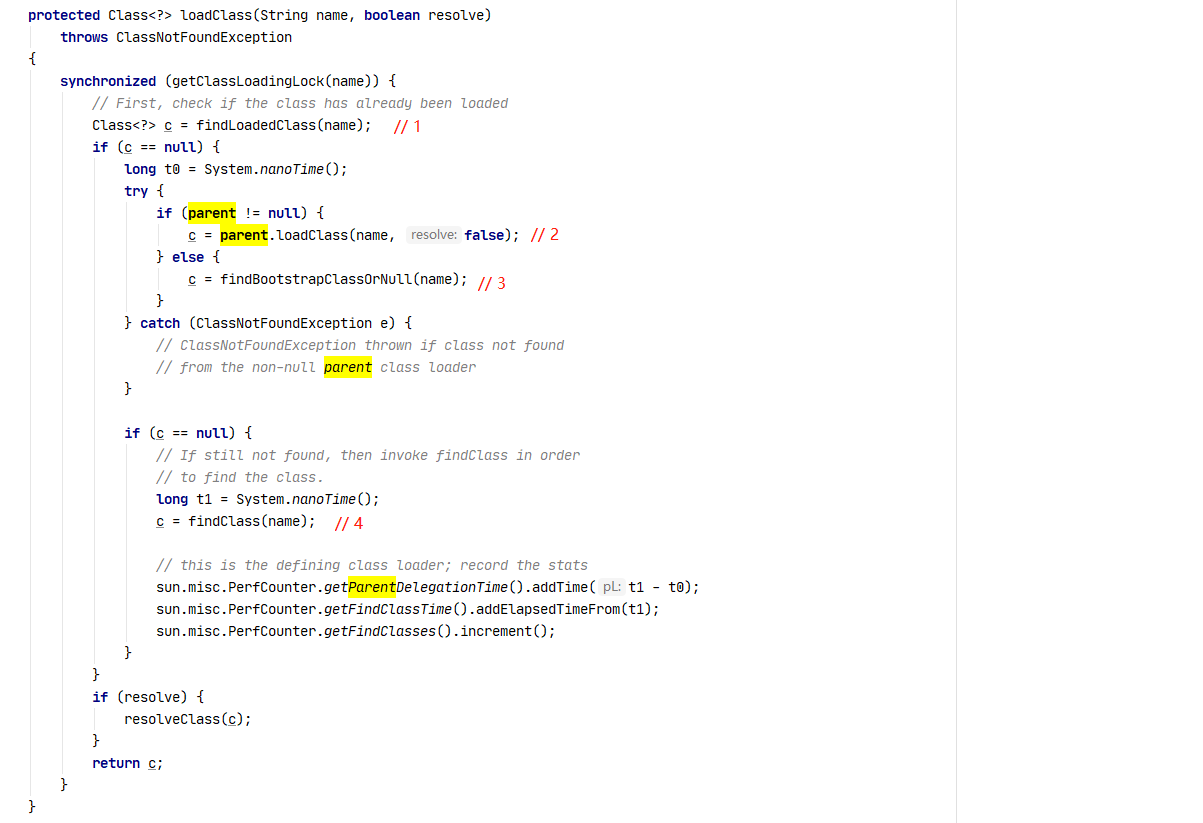 protected Class<?> loadClass(String name, boolean resolve)
    throws ClassNotFoundException
{
    synchronized (getClassLoadingLock(name)) {
        // First, check if the class has already been loaded
        Class<?> c = findLoadedClass(name);   // 1
        if (c == null) {
            long t0 = System.nanoTime();
            try {
                if (parent != null) {
                    c = parent.loadClass(name,  resolve: false);  // 2
                } else {
                    c = findBootstrapClassOrNull(name);  // 3
                }
            } catch (ClassNotFoundException e) {
                // ClassNotFoundException thrown if class not found
                // from the non-null parent class loader
            }

            if (c == null) {
                // If still not found, then invoke findClass in order
                // to find the class.
                long t1 = System.nanoTime();
                c = findClass(name);   // 4

                // this is the defining class loader; record the stats
                sun.misc.PerfCounter.getParentDelegationTime().addTime( pL: t1 - t0);
                sun.misc.PerfCounter.getFindClassTime().addElapsedTimeFrom(t1);
                sun.misc.PerfCounter.getFindClasses().increment();
            }
        }
        if (resolve) {
            resolveClass(c);
        }
        return c;
    }
}